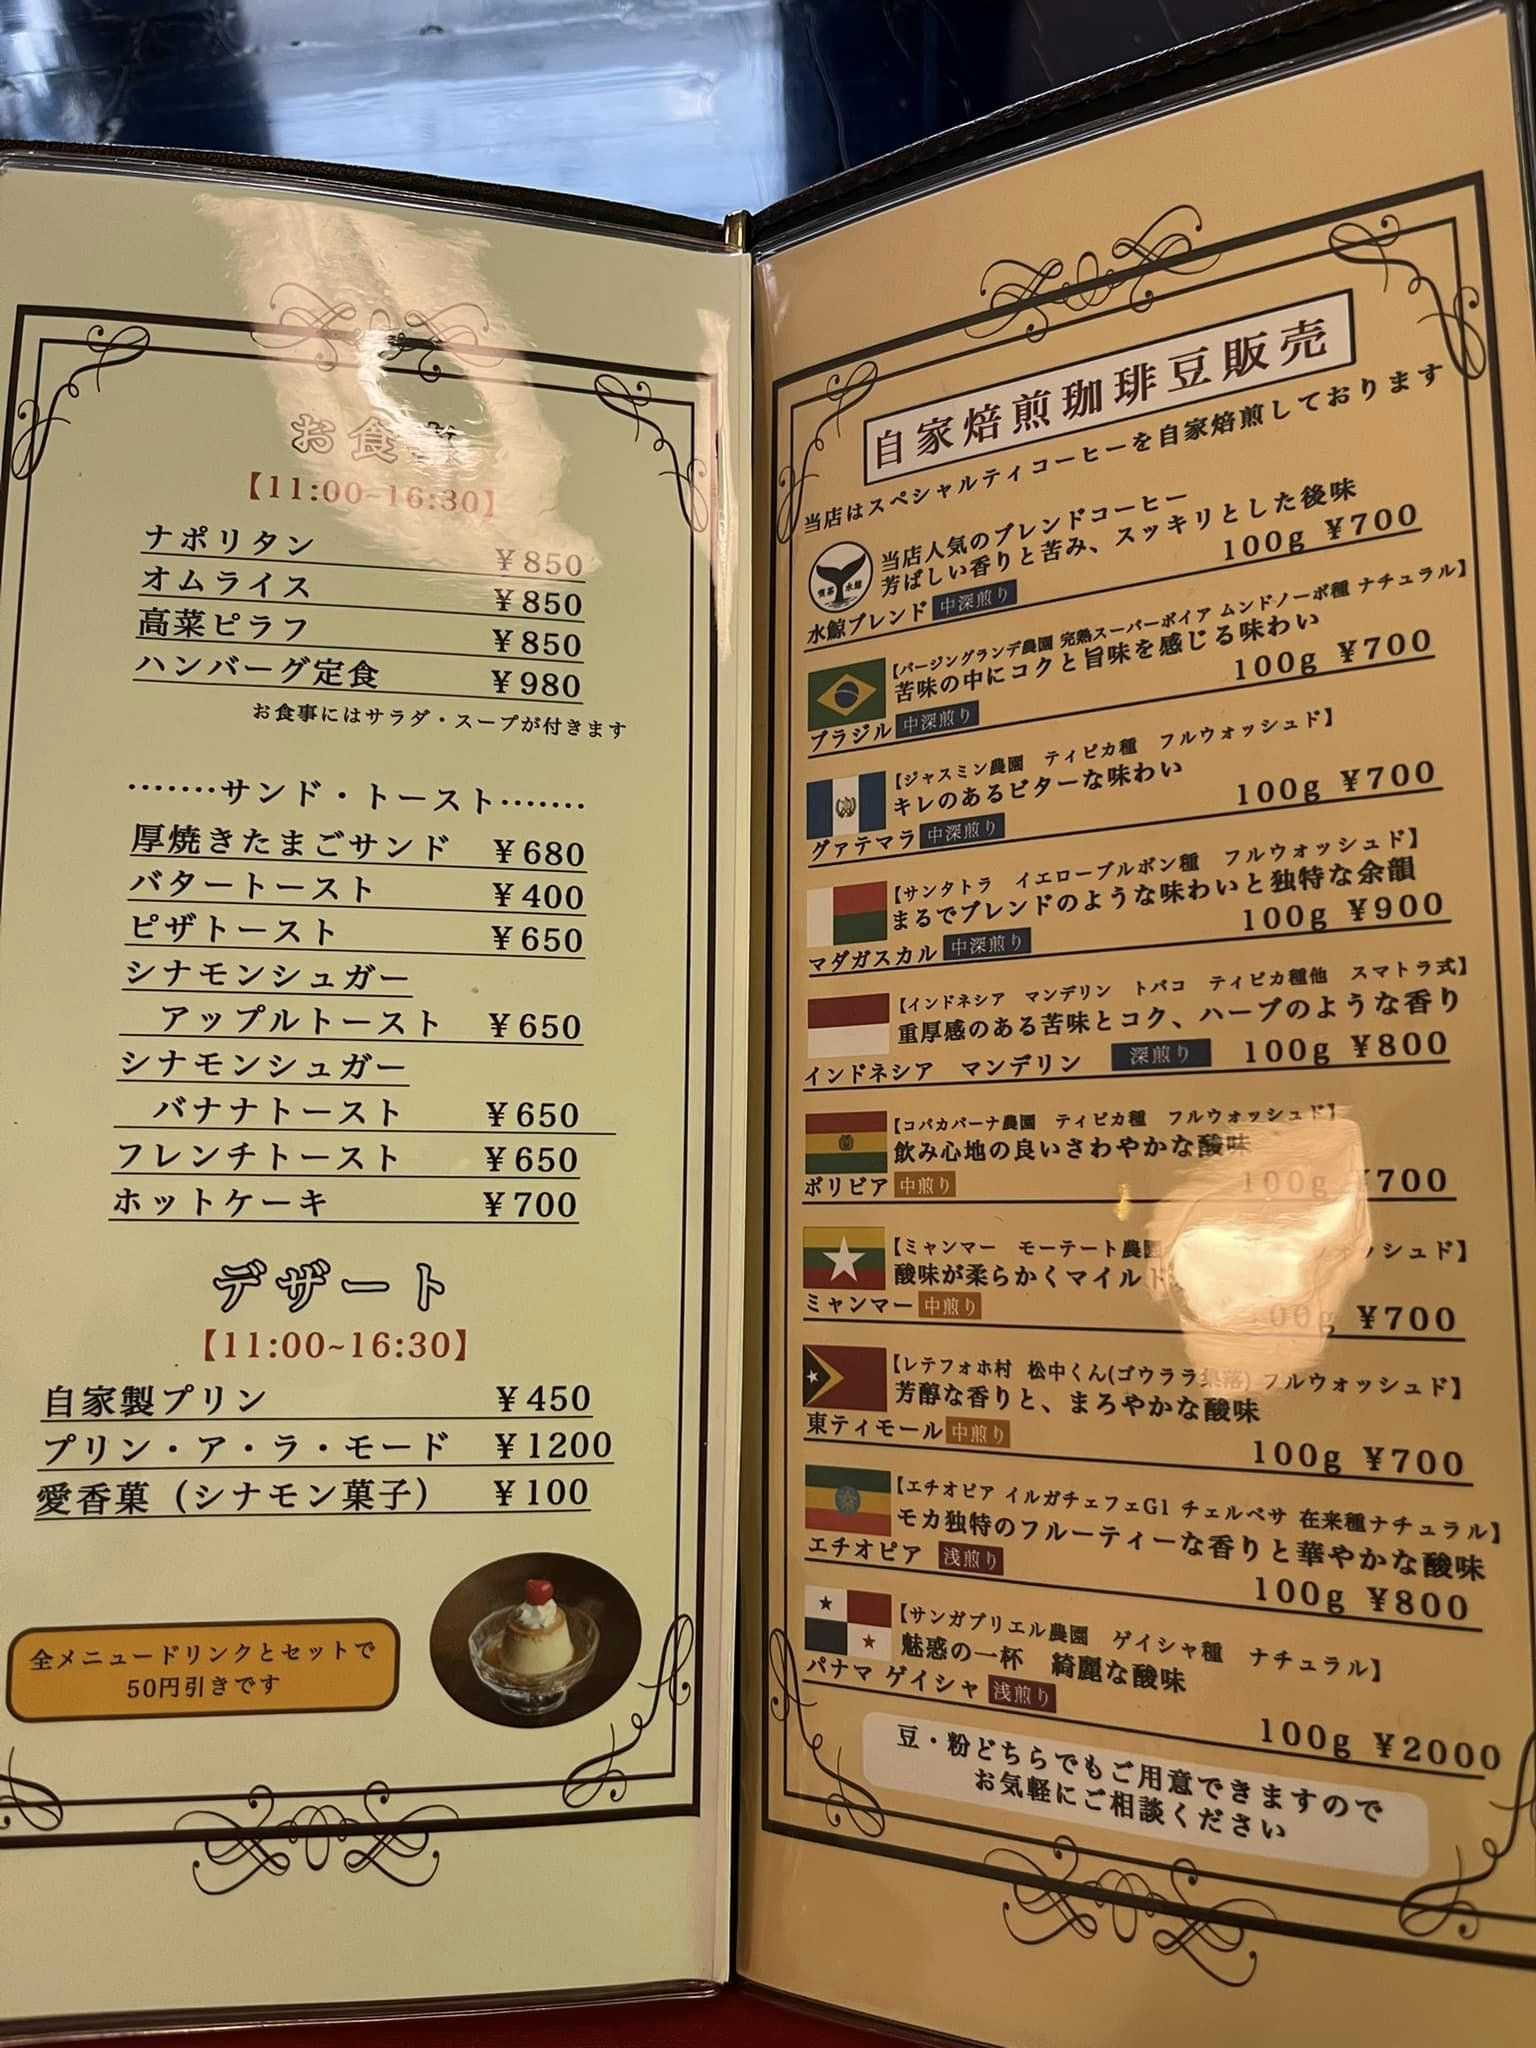 お食事
【11:00~16:30】
ナポリタン ¥850
オムライス ¥850
高菜ピラフ ¥850
ハンバーグ定食 ¥980
お食事にはサラダ・スープが付きます
········サンド・トースト·······
厚焼きたまごサンド ¥680
バタートースト ¥400
ピザトースト ¥650
シナモンシュガー
アップルトースト ¥650
シナモンシュガー
バナナトースト ¥650
フレンチトースト ¥650
ホットケーキ ¥700
デザート
【11:00~16:30】
自家製プリン ¥450
プリン・ア・ラ・モード ¥1200
愛香菓（シナモン菓子） ¥100
全メニュードリンクとセットで
50円引きです
自家焙煎珈琲豆販売
当店はスペシャルティコーヒーを自家焙煎しております
当店人気のブレンドコーヒー
芳ばしい香りと苦み、スッキリとした後味
喫茶 水鯨
水鯨ブレンド 中深煎り 100g ¥700
【バージングランデ農園 完熟スーパーボイア ムンドノーボ種 ナチュラル】
苦味の中にコクと旨味を感じる味わい
ブラジル 中深煎り 100g ¥700
【ジャスミン農園 ティピカ種 フルウォッシュド】
キレのあるビターな味わい
グァテマラ 中深煎り 100g ¥700
【サンタトラ イエローブルボン種 フルウォッシュド】
まるでブレンドのような味わいと独特な余韻
マダガスカル 中深煎り 100g ¥900
【インドネシア マンデリン トバコ ティピカ種他 スマトラ式】
重厚感のある苦味とコク、ハーブのような香り
インドネシア マンデリン 深煎り 100g ¥800
【コパカバーナ農園 ティピカ種 フルウォッシュド】
飲み心地の良いさわやかな酸味
ボリビア 中煎り 100g ¥700
【ミャンマー モーテート農園 ォッシュド】
酸味が柔らかくマイルド
ミャンマー 中煎り 100g ¥700
【レテフォホ村 松中くん(ゴウララ集落) フルウォッシュド】
芳醇な香りと、まろやかな酸味
東ティモール 中煎り 100g ¥700
【エチオピア イルガチェフェG1 チェルベサ 在来種ナチュラル】
モカ独特のフルーティーな香りと華やかな酸味
エチオピア 浅煎り 100g ¥800
【サンガブリエル農園 ゲイシャ種 ナチュラル】
魅惑の一杯 綺麗な酸味
パナマ ゲイシャ 浅煎り 100g ¥2000
豆・粉どちらでもご用意できますので
お気軽にご相談ください